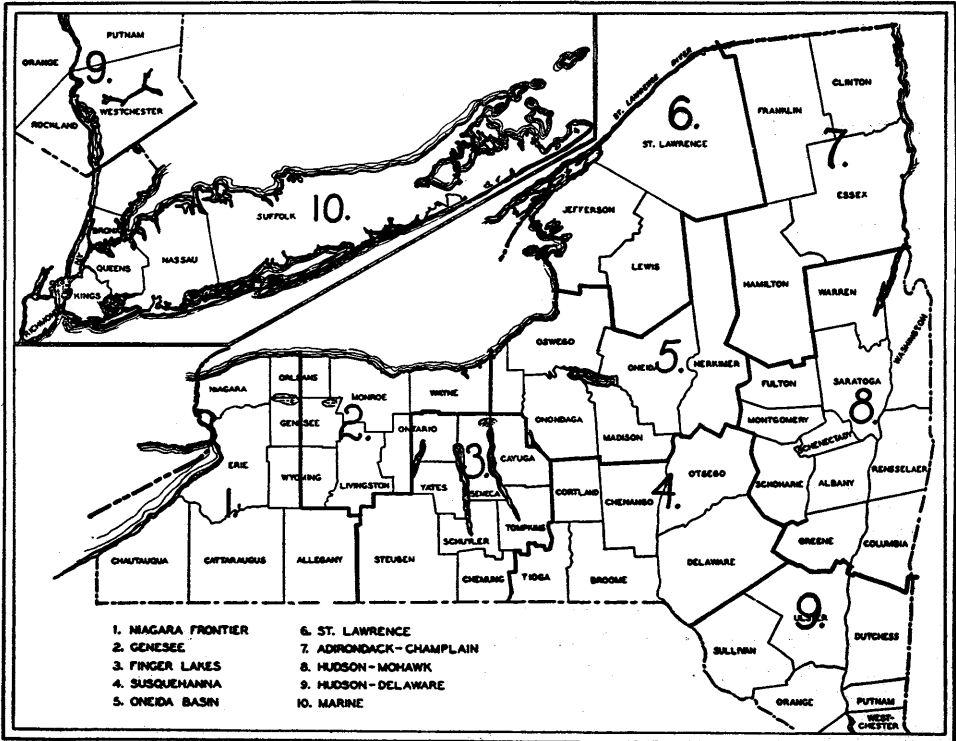 PUTNAM
ORANGE
9.
WESTCHESTER
ROCKLAND
SUFFOLK 10.
BRONX
QUEENS
NASSAU
KINGS
RICHMOND
N.Y.
ST. LAWRENCE RIVER
6.
ST. LAWRENCE
FRANKLIN
CLINTON
7.
ESSEX
JEFFERSON
LEWIS
HAMILTON
WARREN
WASHINGTON
OSWEGO
ONEIDA 5.
HERKIMER
FULTON
SARATOGA
8.
NIAGARA
ORLEANS
MONROE
WAYNE
GENESEE
2.
ONTARIO
ONONDAGA
MADISON
MONTGOMERY
SCHENECTADY
ERIE
WYOMING
LIVINGSTON
YATES
3.
SENECA
CAYUGA
CORTLAND
CHENANGO
4.
OTSEGO
SCHOHARIE
ALBANY
RENSSELAER
1.
TOMPKINS
SCHUYLER
GREENE
COLUMBIA
CHAUTAUQUA
CATTARAUGUS
ALLEGANY
STEUBEN
CHEMUNG
TIOGA
BROOME
DELAWARE
9.
ULSTER
SULLIVAN
DUTCHESS
ORANGE
PUTNAM
WEST-
CHESTER
1. NIAGARA FRONTIER
2. GENESEE
3. FINGER LAKES
4. SUSQUEHANNA
5. ONEIDA BASIN
6. ST. LAWRENCE
7. ADIRONDACK-CHAMPLAIN
8. HUDSON-MOHAWK
9. HUDSON-DELAWARE
10. MARINE